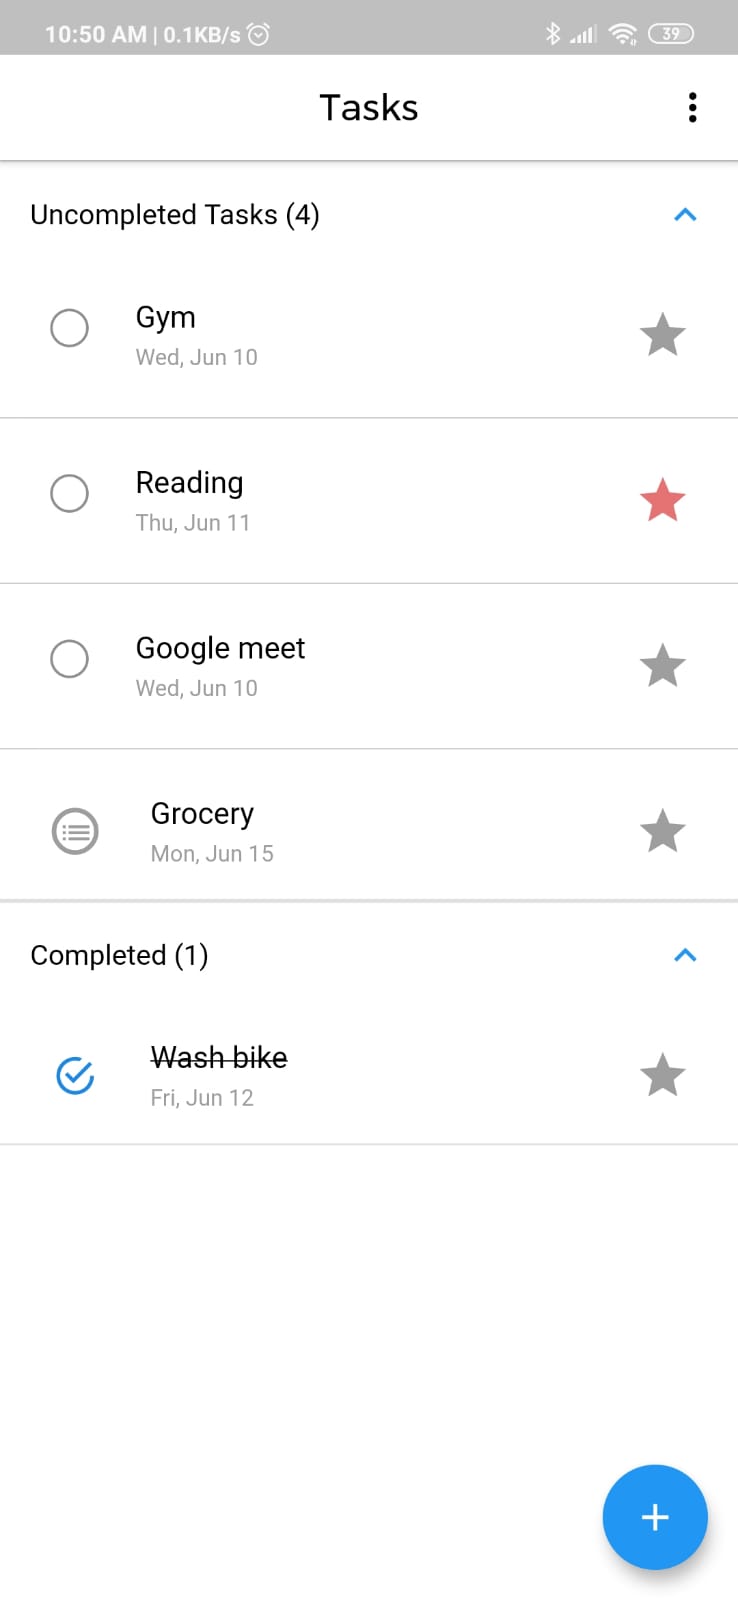 10:50 AM | 0.1KB/s 39
Tasks
Uncompleted Tasks (4)
Gym
Wed, Jun 10
Reading
Thu, Jun 11
Google meet
Wed, Jun 10
Grocery
Mon, Jun 15
Completed (1)
Wash bike
Fri, Jun 12